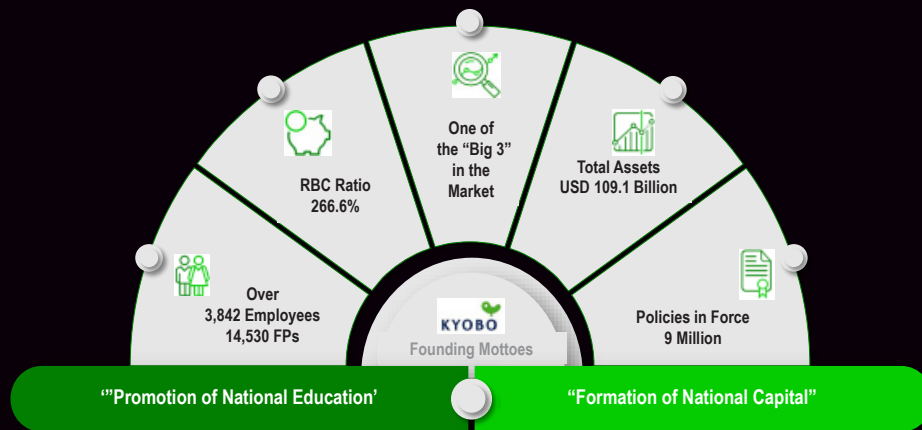 Over
3,842 Employees
14,530 FPs
RBC Ratio
266.6%
One of
the “Big 3”
in the
Market
Total Assets
USD 109.1 Billion
Policies in Force
9 Million
KYOBO
Founding Mottoes
‘”Promotion of National Education’
“Formation of National Capital”